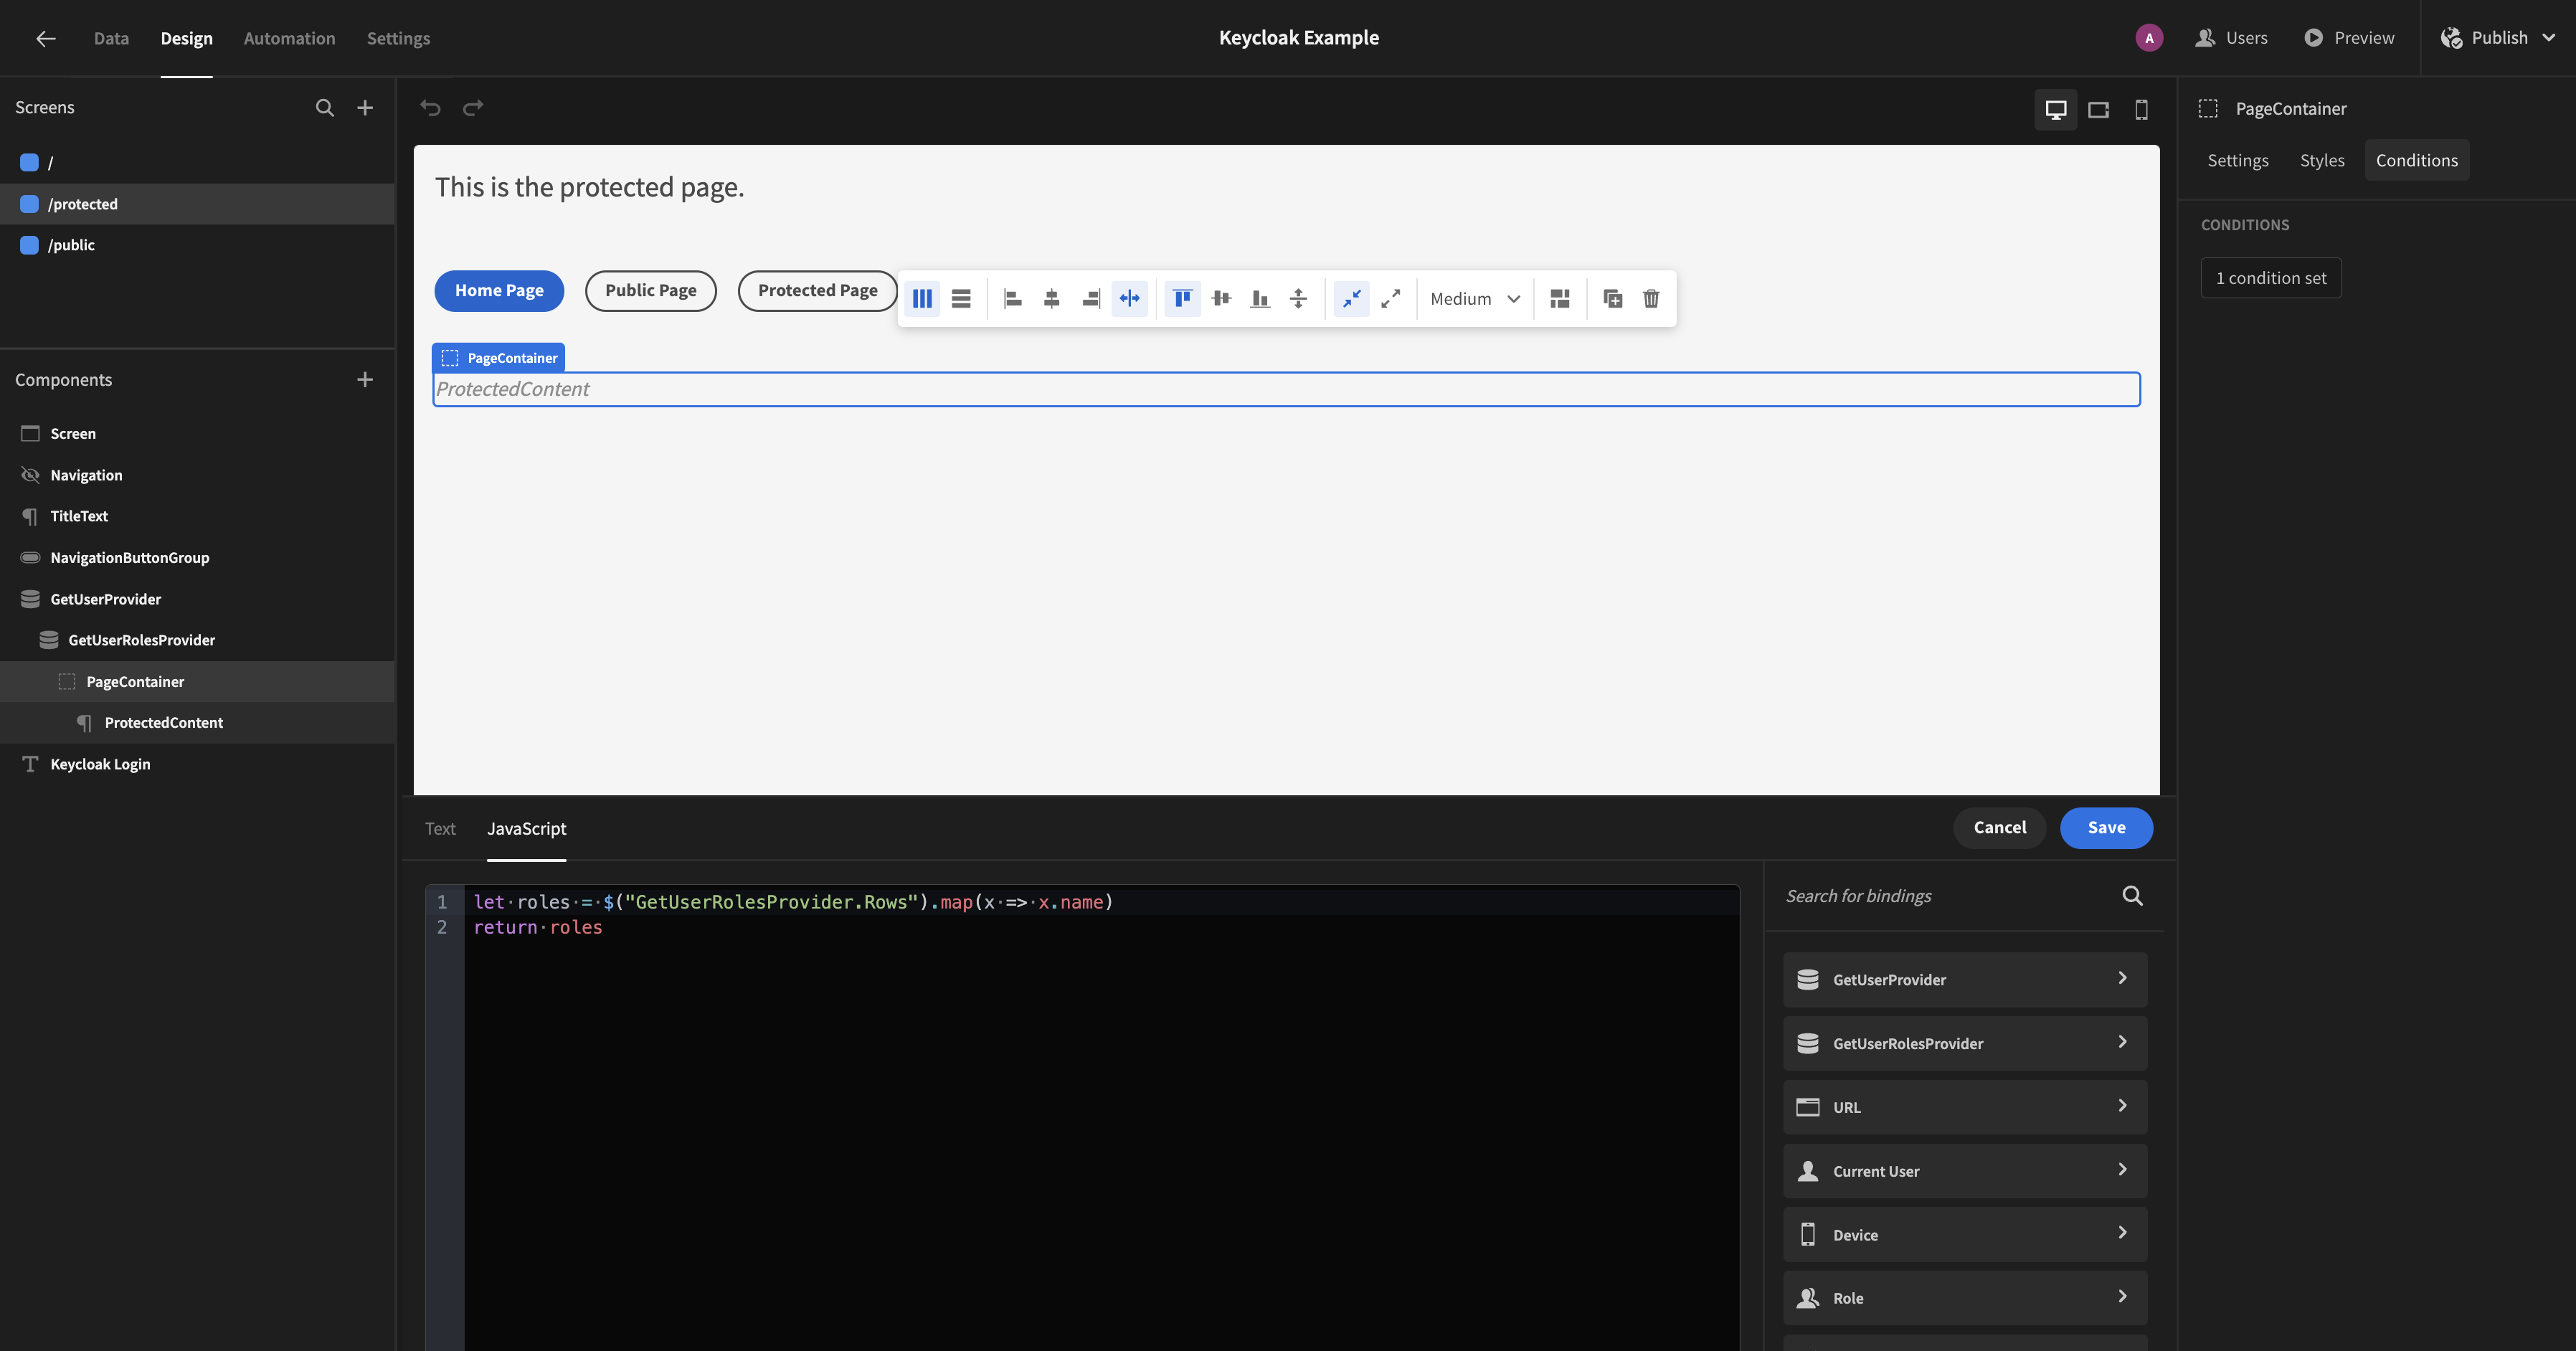 Data Design Automation Settings
Keycloak Example
A Users Preview Publish
Screens
/
/protected
/public
Components
Screen
Navigation
TitleText
NavigationButtonGroup
GetUserProvider
GetUserRolesProvider
PageContainer
ProtectedContent
Keycloak Login
This is the protected page.
Home Page Public Page Protected Page
Medium
PageContainer
ProtectedContent
Text JavaScript
Cancel Save
1 let roles = $("GetUserRolesProvider.Rows").map(x => x.name)
2 return roles
Search for bindings
GetUserProvider
GetUserRolesProvider
URL
Current User
Device
Role
PageContainer
Settings Styles Conditions
CONDITIONS
1 condition set